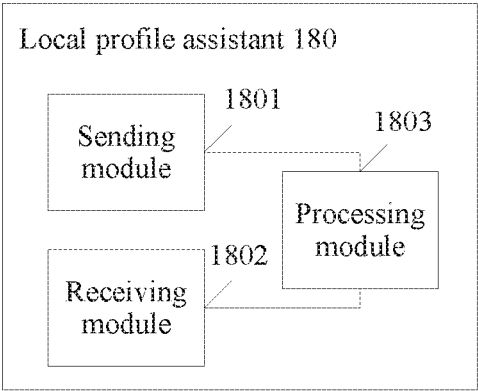 Local profile assistant 180
1801
Sending
module
1803
Processing
module
1802
Receiving
module